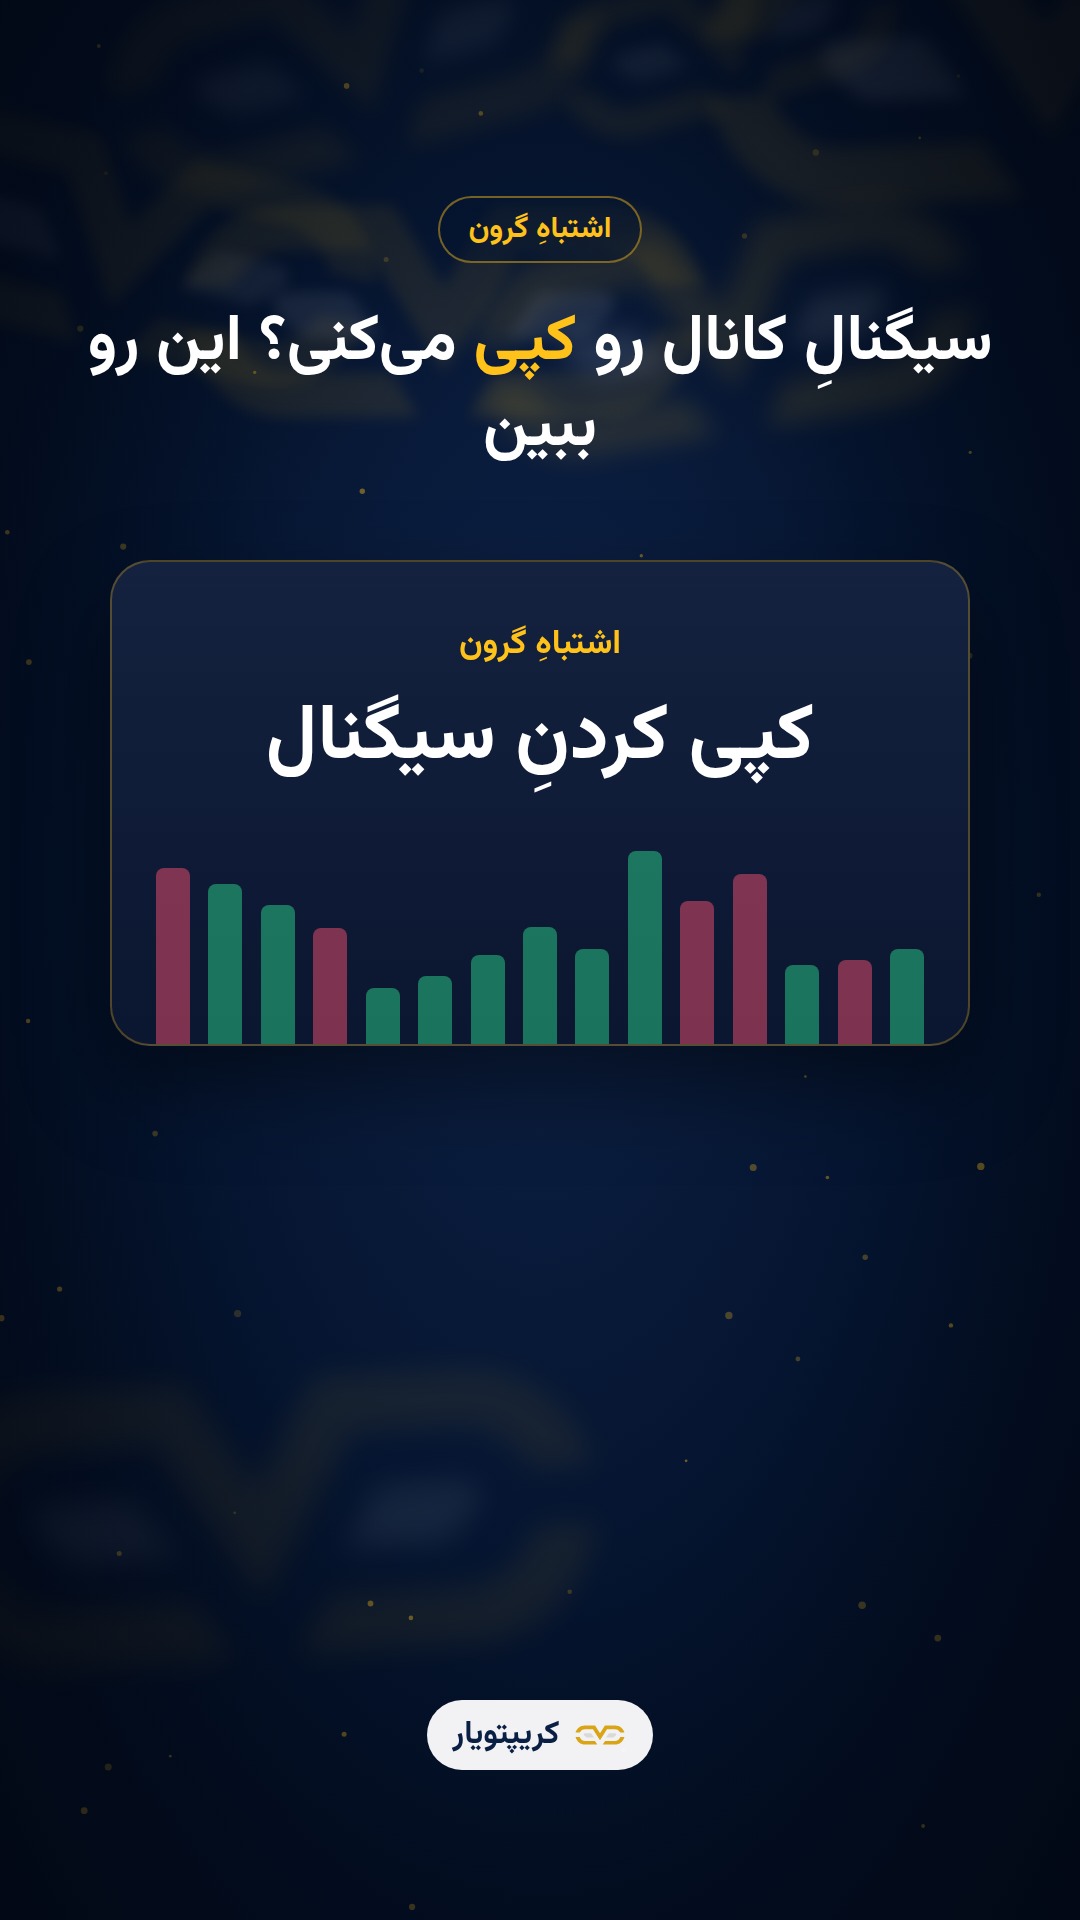 اشتباهِ گرون
سیگنالِ کانال رو کپی می‌کنی؟ این رو
ببین
اشتباهِ گرون
کپی کردنِ سیگنال
کریپتویار